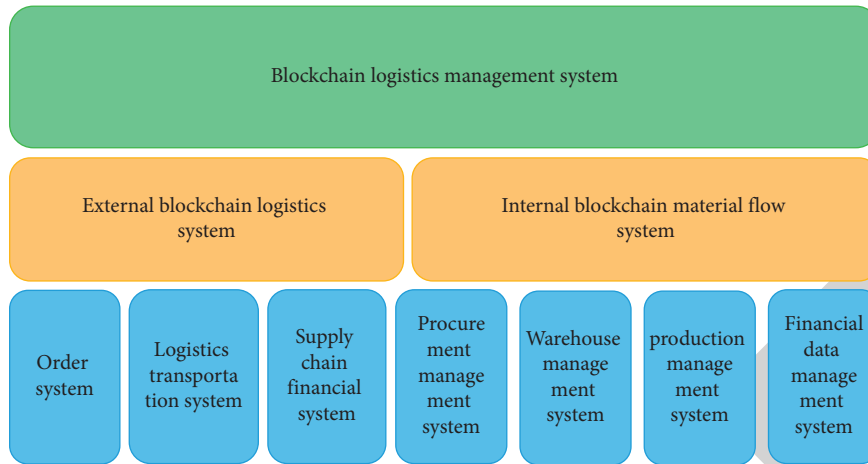 Blockchain logistics management system
External blockchain logistics
system
Internal blockchain material flow
system
Order
system
Logistics
transporta
tion system
Supply
chain
financial
system
Procure
ment
manage
ment
system
Warehouse
manage
ment
system
production
manage
ment
system
Financial
data
manage
ment
system